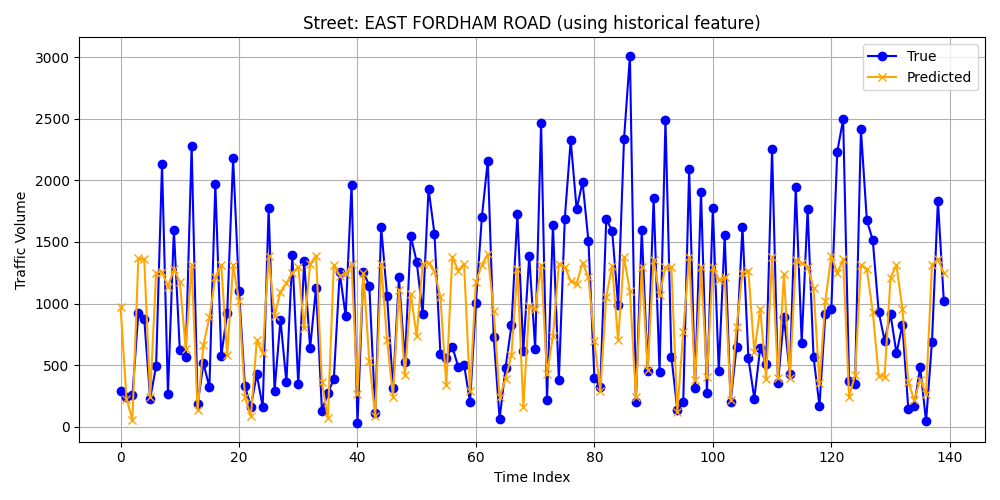 Street: EAST FORDHAM ROAD (using historical feature)
True
Predicted
Traffic Volume
3000
2500
2000
1500
1000
500
0
0 20 40 60 80 100 120 140
Time Index